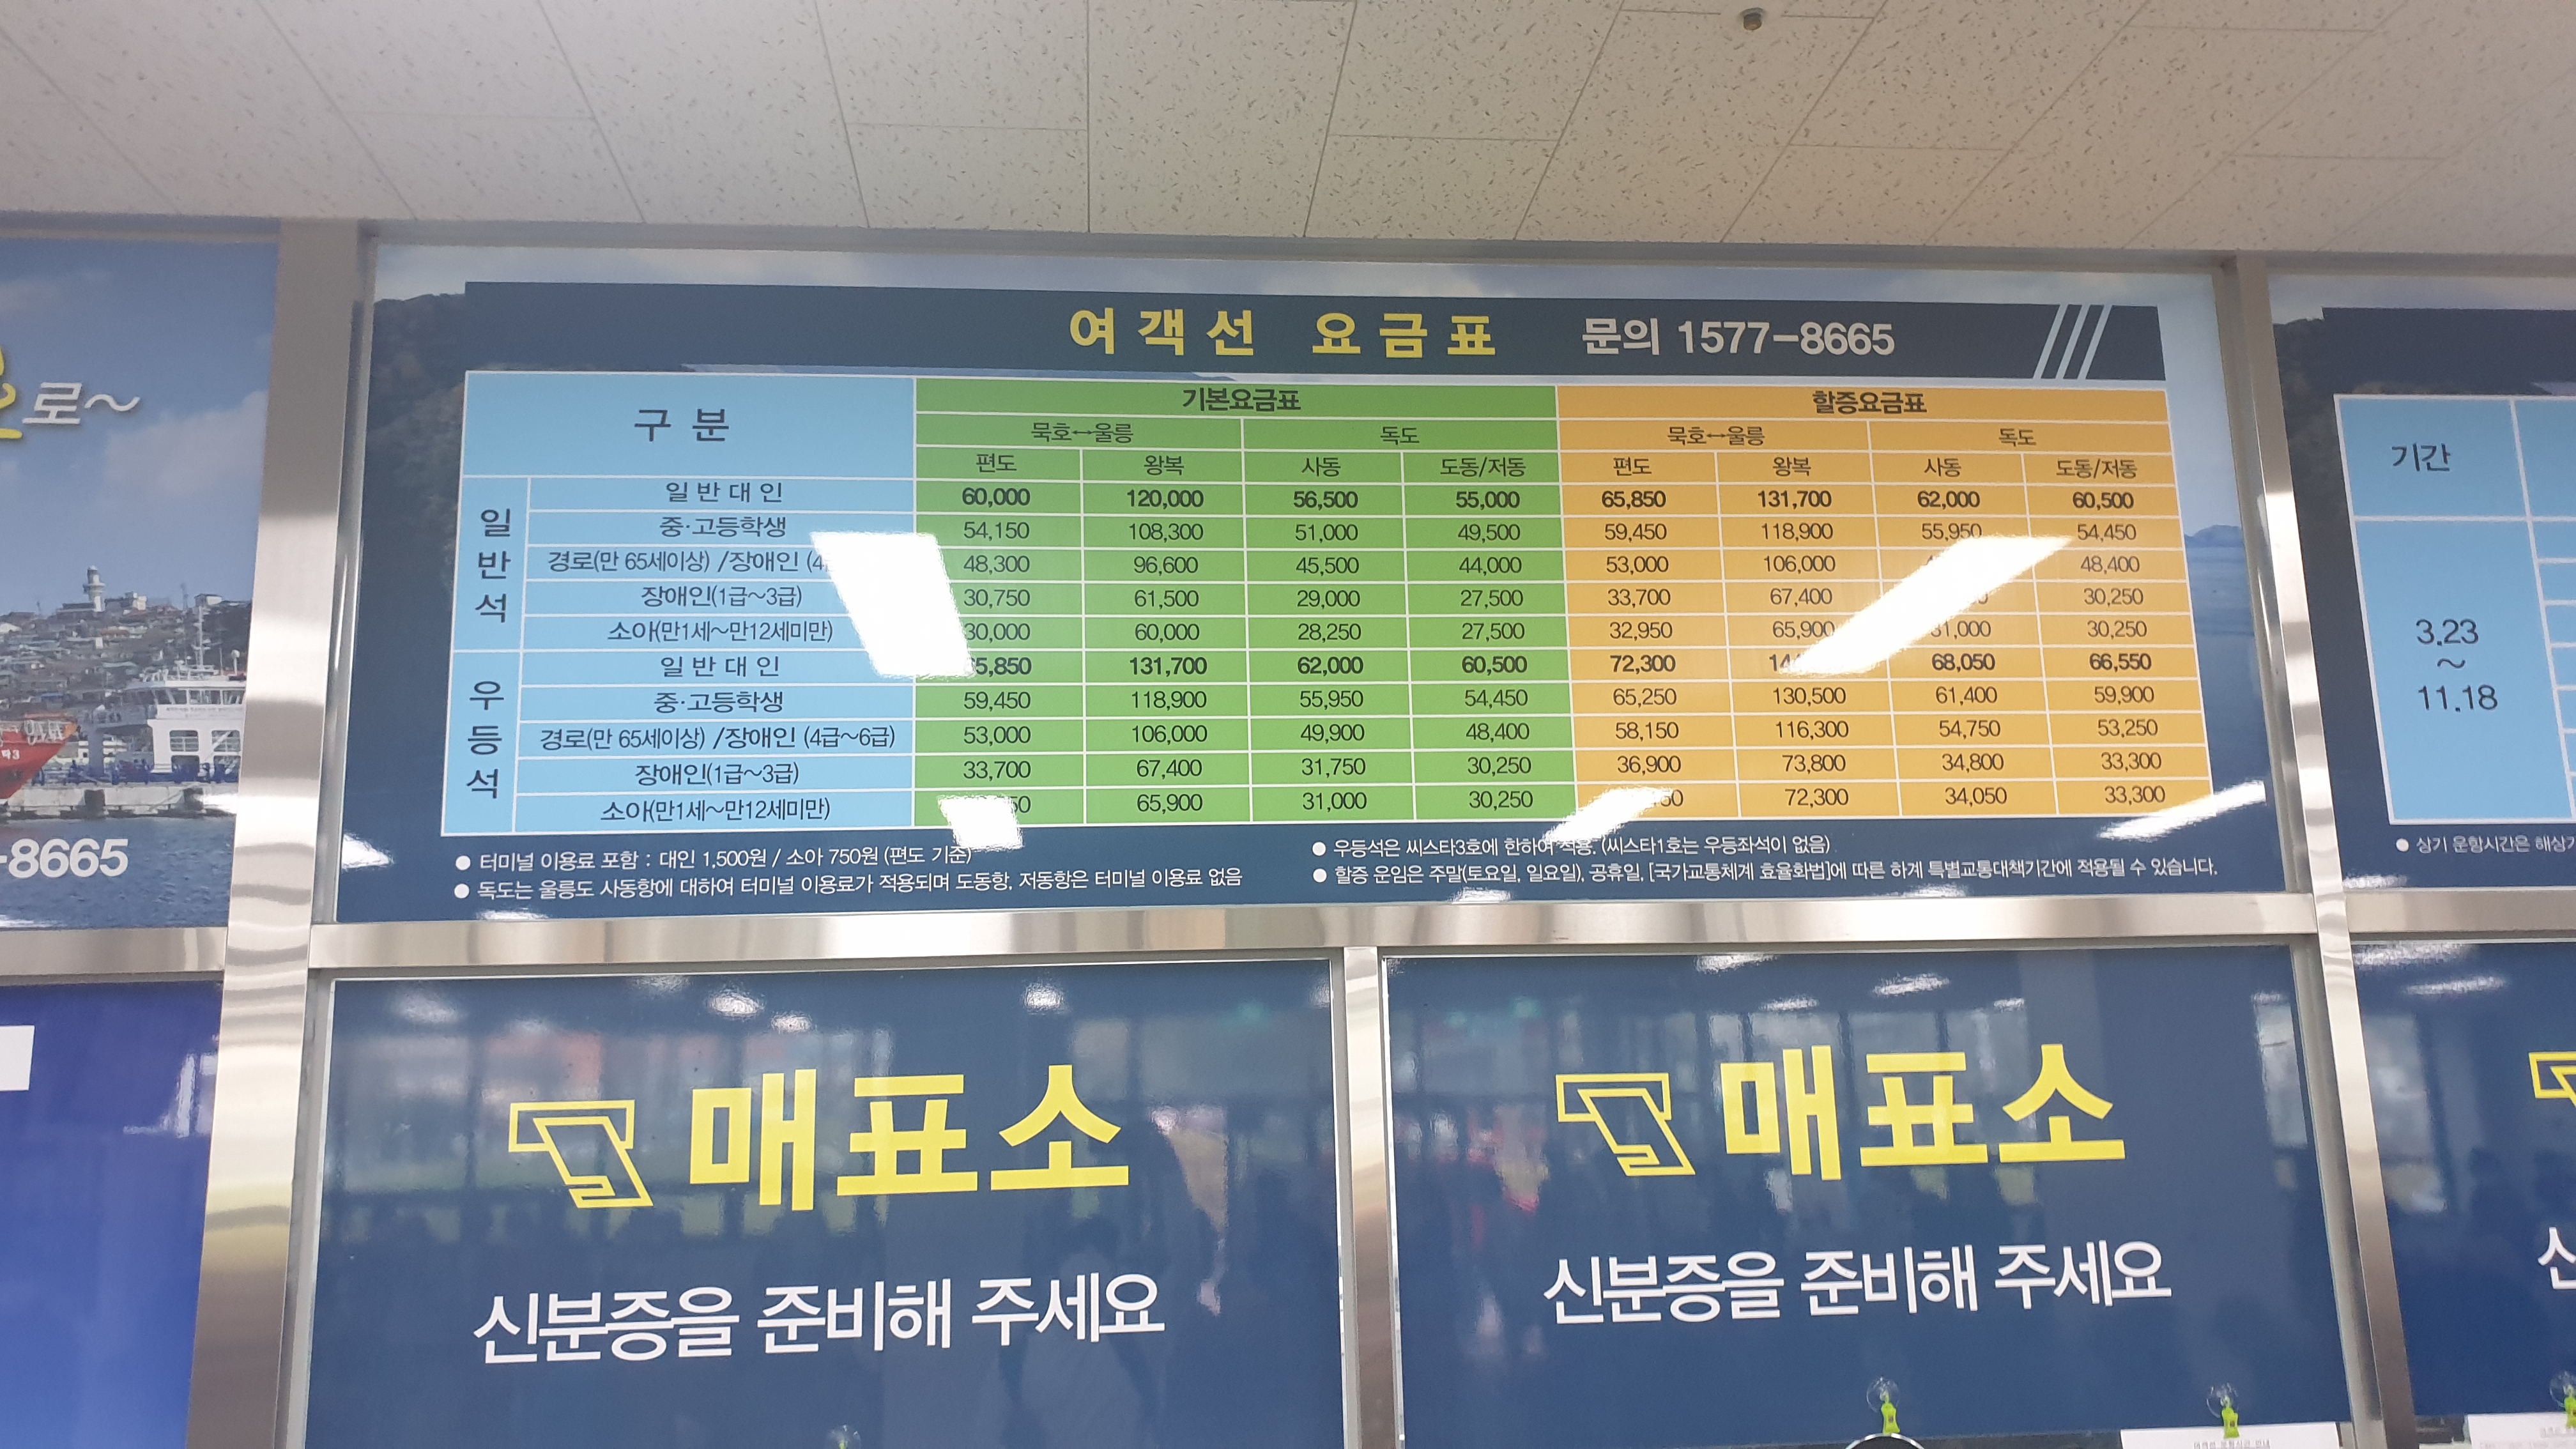 로~
-8665
여객선 요금표 문의 1577-8665
구 분 기본요금표 할증요금표
묵호↔울릉 독도 묵호↔울릉 독도
편도 왕복 사동 도동/저동 편도 왕복 사동 도동/저동
일반석
일 반 대 인 60,000 120,000 56,500 55,000 65,850 131,700 62,000 60,500
중·고등학생 54,150 108,300 51,000 49,500 59,450 118,900 55,950 54,450
경로(만 65세이상) /장애인 48,300 96,600 45,500 44,000 53,000 106,000 48,400
장애인(1급~3급) 30,750 61,500 29,000 27,500 33,700 67,400 30,250
소아(만1세~만12세미만) 30,000 60,000 28,250 27,500 32,950 65,900 31,000 30,250
우등석
일 반 대 인 65,850 131,700 62,000 60,500 72,300 68,050 66,550
중·고등학생 59,450 118,900 55,950 54,450 65,250 130,500 61,400 59,900
경로(만 65세이상) /장애인 (4급~6급) 53,000 106,000 49,900 48,400 58,150 116,300 54,750 53,250
장애인(1급~3급) 33,700 67,400 31,750 30,250 36,900 73,800 34,800 33,300
소아(만1세~만12세미만) 65,900 31,000 30,250 72,300 34,050 33,300
● 터미널 이용료 포함 : 대인 1,500원 / 소아 750원 (편도 기준)
● 독도는 울릉도 사동항에 대하여 터미널 이용료가 적용되며 도동항, 저동항은 터미널 이용료 없음
● 우등석은 씨스타3호에 한하여 적용. (씨스타1호는 우등좌석이 없음)
● 할증 운임은 주말(토요일, 일요일), 공휴일, [국가교통체계 효율화법]에 따른 하계 특별교통대책기간에 적용될 수 있습니다.
기간
3.23
~
11.18
● 상기 운항시간은 해상
매표소
신분증을 준비해 주세요
매표소
신분증을 준비해 주세요